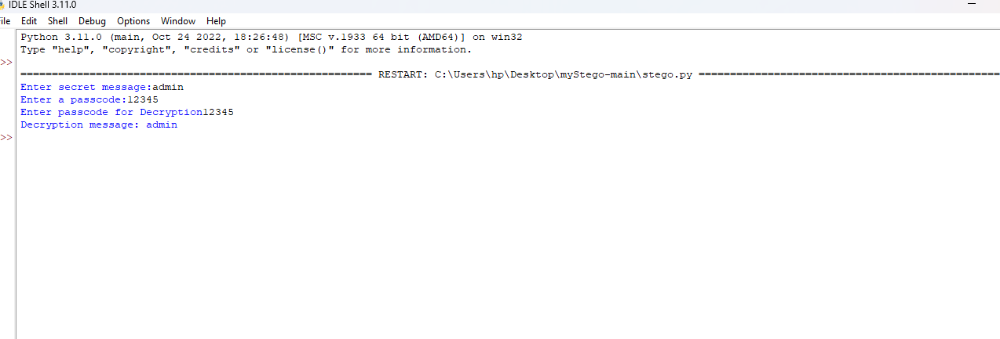 IDLE Shell 3.11.0
ile Edit Shell Debug Options Window Help
Python 3.11.0 (main, Oct 24 2022, 18:26:48) [MSC v.1933 64 bit (AMD64)] on win32
Type "help", "copyright", "credits" or "license()" for more information.
>>
======================================================== RESTART: C:\Users\hp\Desktop\myStego-main\stego.py ================================================
Enter secret message:admin
Enter a passcode:12345
Enter passcode for Decryption12345
Decryption message: admin
>>